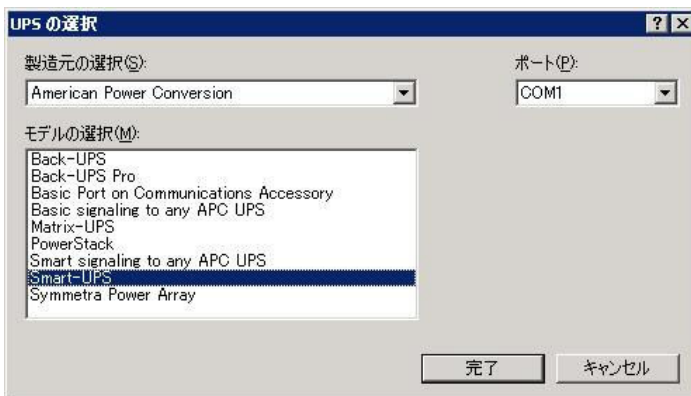 UPS の選択
製造元の選択(S):
American Power Conversion
ポート(P):
COM1
モデルの選択(M):
Back-UPS
Back-UPS Pro
Basic Port on Communications Accessory
Basic signaling to any APC UPS
Matrix-UPS
PowerStack
Smart signaling to any APC UPS
Smart-UPS
Symmetra Power Array
完了
キャンセル